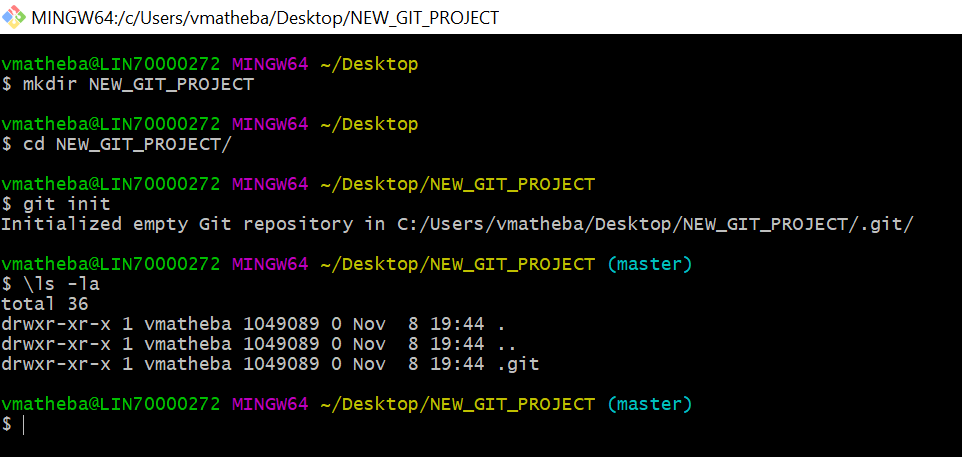 MINGW64:/c/Users/vmatheba/Desktop/NEW_GIT_PROJECT
vmatheba@LIN70000272 MINGW64 ~/Desktop
$ mkdir NEW_GIT_PROJECT
vmatheba@LIN70000272 MINGW64 ~/Desktop
$ cd NEW_GIT_PROJECT/
vmatheba@LIN70000272 MINGW64 ~/Desktop/NEW_GIT_PROJECT
$ git init
Initialized empty Git repository in C:/Users/vmatheba/Desktop/NEW_GIT_PROJECT/.git/
vmatheba@LIN70000272 MINGW64 ~/Desktop/NEW_GIT_PROJECT (master)
$ \ls -la
total 36
drwxr-xr-x 1 vmatheba 1049089 0 Nov  8 19:44 .
drwxr-xr-x 1 vmatheba 1049089 0 Nov  8 19:44 ..
drwxr-xr-x 1 vmatheba 1049089 0 Nov  8 19:44 .git
vmatheba@LIN70000272 MINGW64 ~/Desktop/NEW_GIT_PROJECT (master)
$